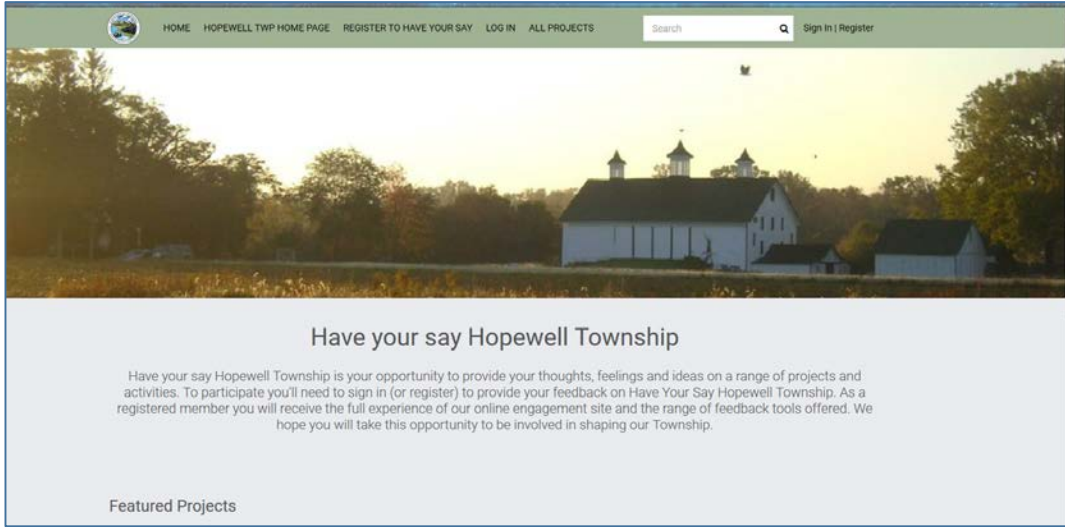 HOME HOPEWELL TWP HOME PAGE REGISTER TO HAVE YOUR SAY LOG IN ALL PROJECTS Search Sign In | Register
Have your say Hopewell Township
Have your say Hopewell Township is your opportunity to provide your thoughts, feelings and ideas on a range of projects and
activities. To participate you'll need to sign in (or register) to provide your feedback on Have Your Say Hopewell Township. As a
registered member you will receive the full experience of our online engagement site and the range of feedback tools offered. We
hope you will take this opportunity to be involved in shaping our Township.
Featured Projects